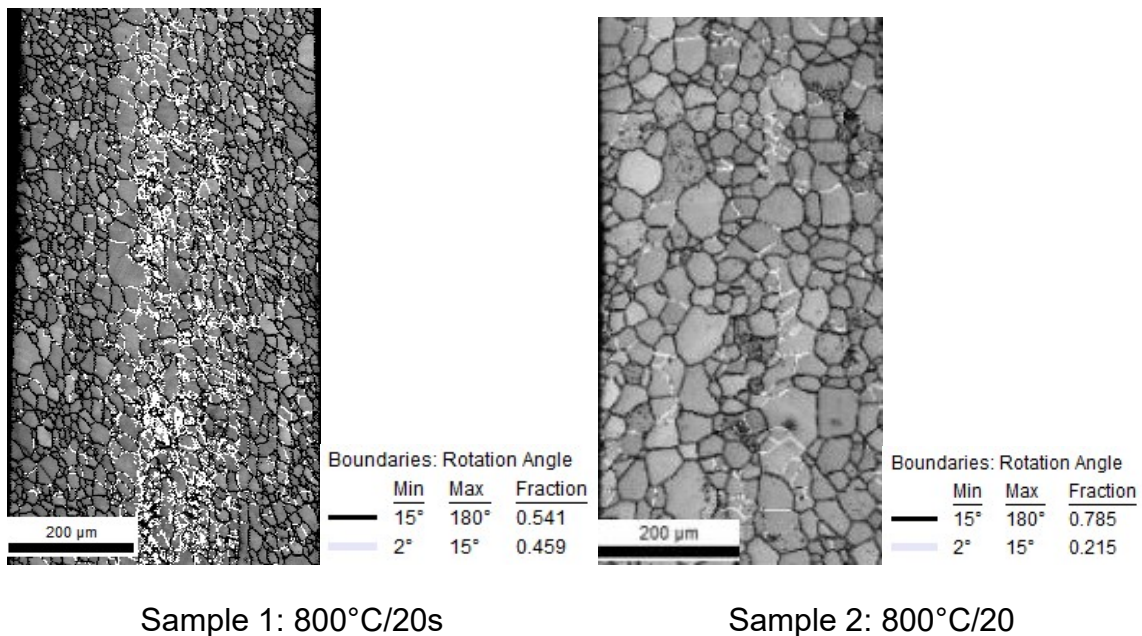 200 µm
Boundaries: Rotation Angle
Min Max Fraction
15° 180° 0.541
2° 15° 0.459
Sample 1: 800°C/20s
200 µm
Boundaries: Rotation Angle
Min Max Fraction
15° 180° 0.785
2° 15° 0.215
Sample 2: 800°C/20